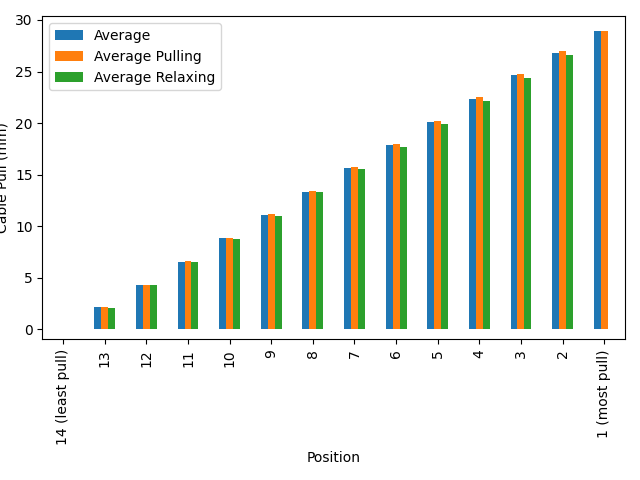 30
25
20
15
10
5
0
Cable Pull (mm)
Average
Average Pulling
Average Relaxing
14 (least pull)
13
12
11
10
9
8
7
6
5
4
3
2
1 (most pull)
Position